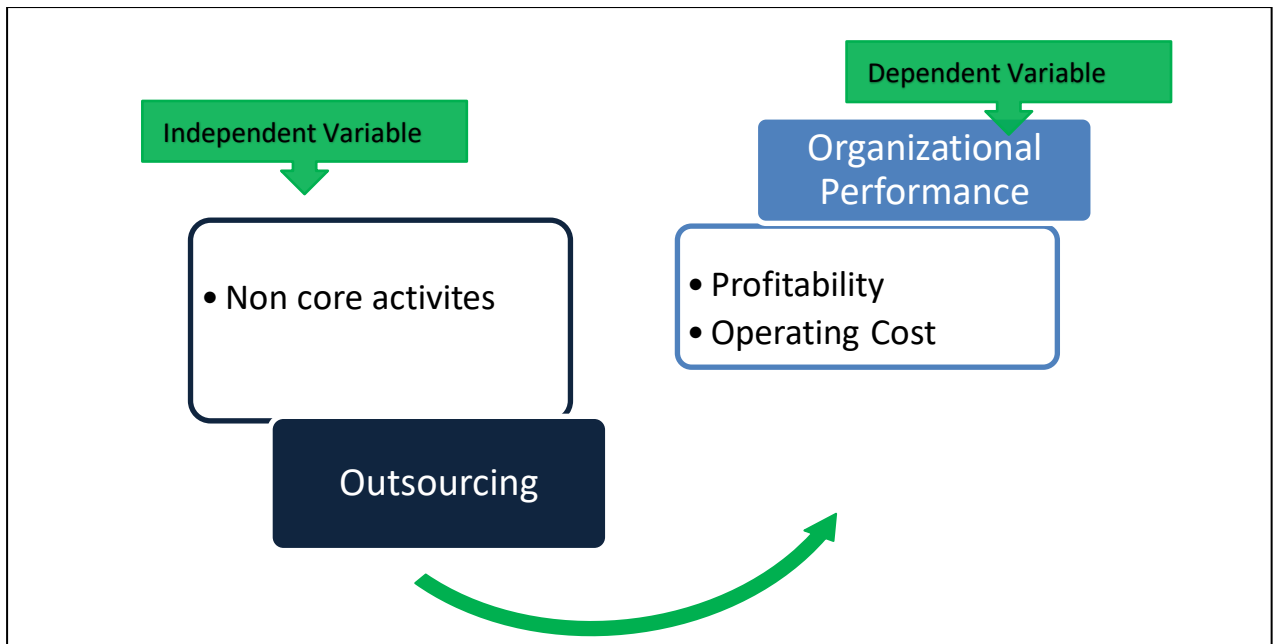 Independent Variable
• Non core activites
Outsourcing
Dependent Variable
Organizational
Performance
• Profitability
• Operating Cost